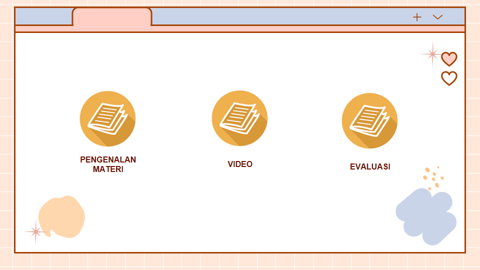 PENGENALAN
MATERI
VIDEO
EVALUASI